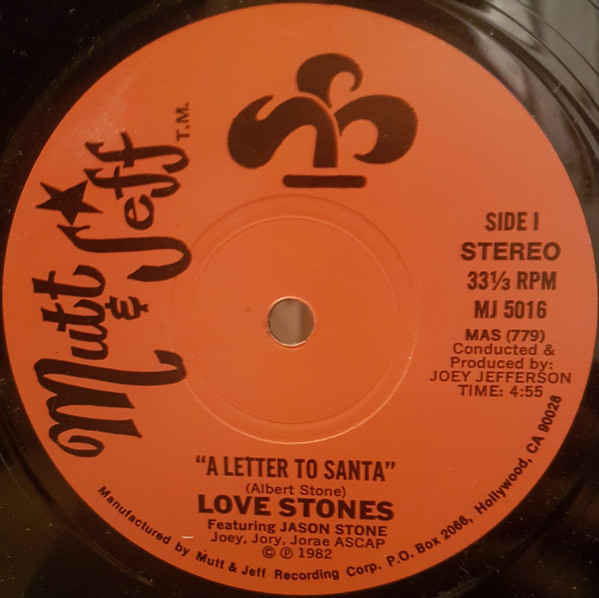 Mutt
& Jeff T.M.
SIDE I
STEREO
33⅓ RPM
MJ 5016
MAS (779)
Conducted &
Produced by:
JOEY JEFFERSON
TIME: 4:55
"A LETTER TO SANTA"
(Albert Stone)
LOVE STONES
Featuring JASON STONE
Joey, Jory, Jorae ASCAP
© ℗ 1982
Manufactured by Mutt & Jeff Recording Corp. P.O. Box 2066, Hollywood, CA 90028